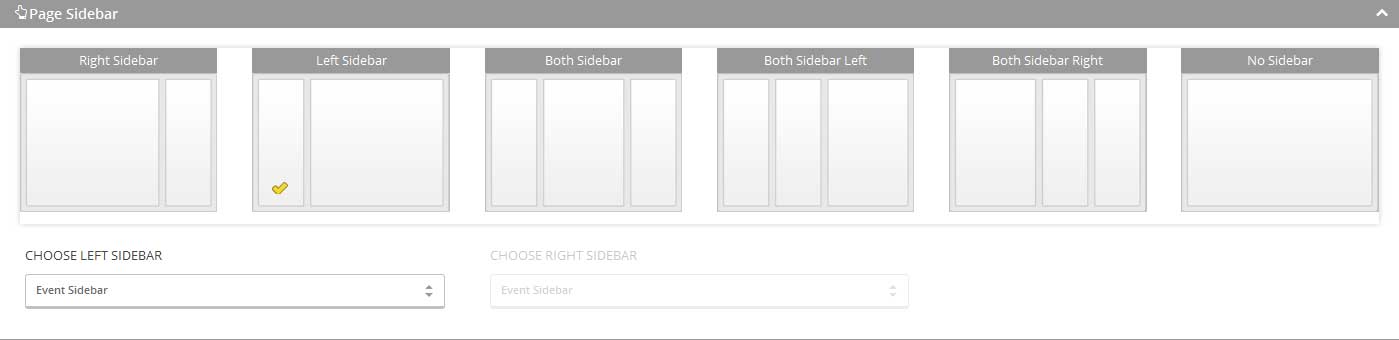 Page Sidebar
Right Sidebar
Left Sidebar
Both Sidebar
Both Sidebar Left
Both Sidebar Right
No Sidebar
CHOOSE LEFT SIDEBAR
CHOOSE RIGHT SIDEBAR
Event Sidebar
Event Sidebar